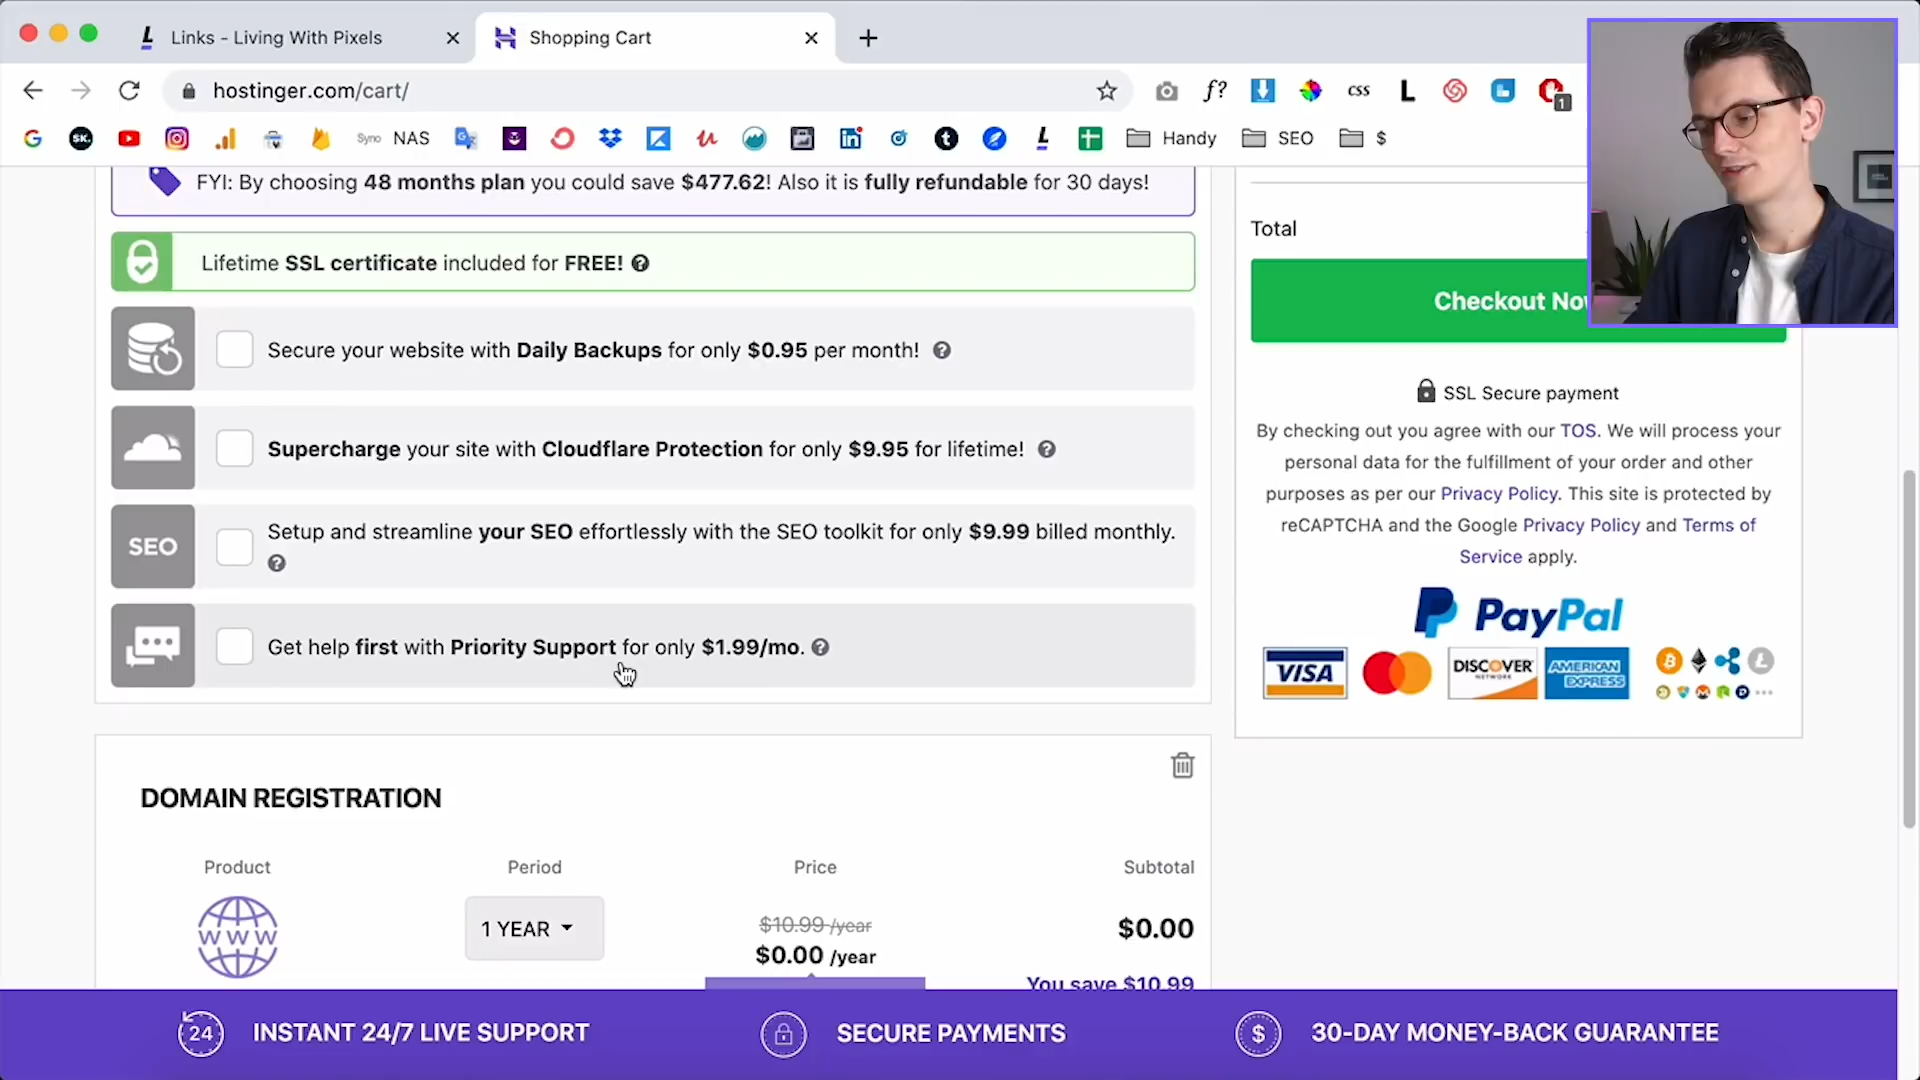 Links - Living With Pixels
Shopping Cart
hostinger.com/cart/
f?
CSS
L
1
SK.
Syno NAS
Handy
SEO
$
FYI: By choosing 48 months plan you could save $477.62! Also it is fully refundable for 30 days!
Lifetime SSL certificate included for FREE!
Secure your website with Daily Backups for only $0.95 per month!
Supercharge your site with Cloudflare Protection for only $9.95 for lifetime!
SEO
Setup and streamline your SEO effortlessly with the SEO toolkit for only $9.99 billed monthly.
Get help first with Priority Support for only $1.99/mo.
Total
Checkout Now
SSL Secure payment
By checking out you agree with our TOS. We will process your
personal data for the fulfillment of your order and other
purposes as per our Privacy Policy. This site is protected by
reCAPTCHA and the Google Privacy Policy and Terms of
Service apply.
PayPal
VISA
DISCOVER
NETWORK
AMERICAN
EXPRESS
DOMAIN REGISTRATION
Product
Period
Price
Subtotal
WWW
1 YEAR
$10.99 /year
$0.00 /year
$0.00
You save $10.99
24
INSTANT 24/7 LIVE SUPPORT
SECURE PAYMENTS
$
30-DAY MONEY-BACK GUARANTEE